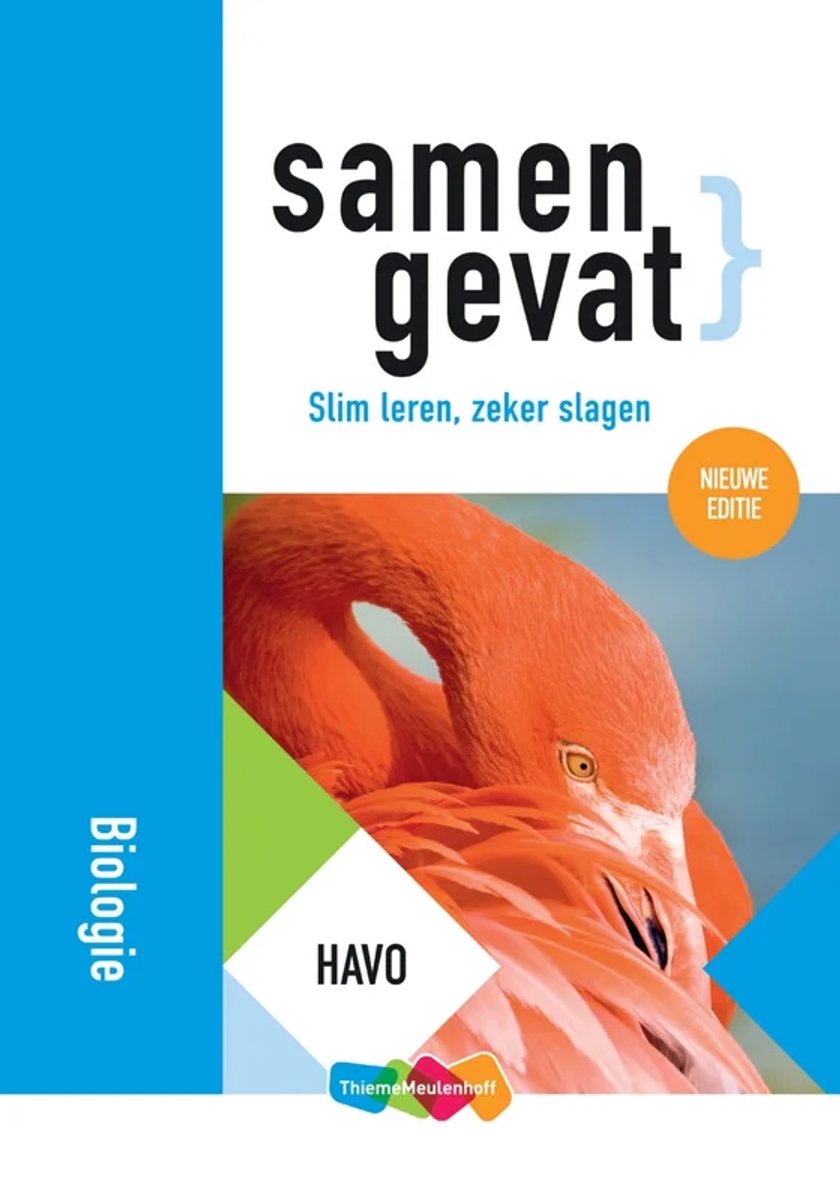 samen
gevat}
Slim leren, zeker slagen
NIEUWE
EDITIE
Biologie
HAVO
ThiemeMeulenhoff